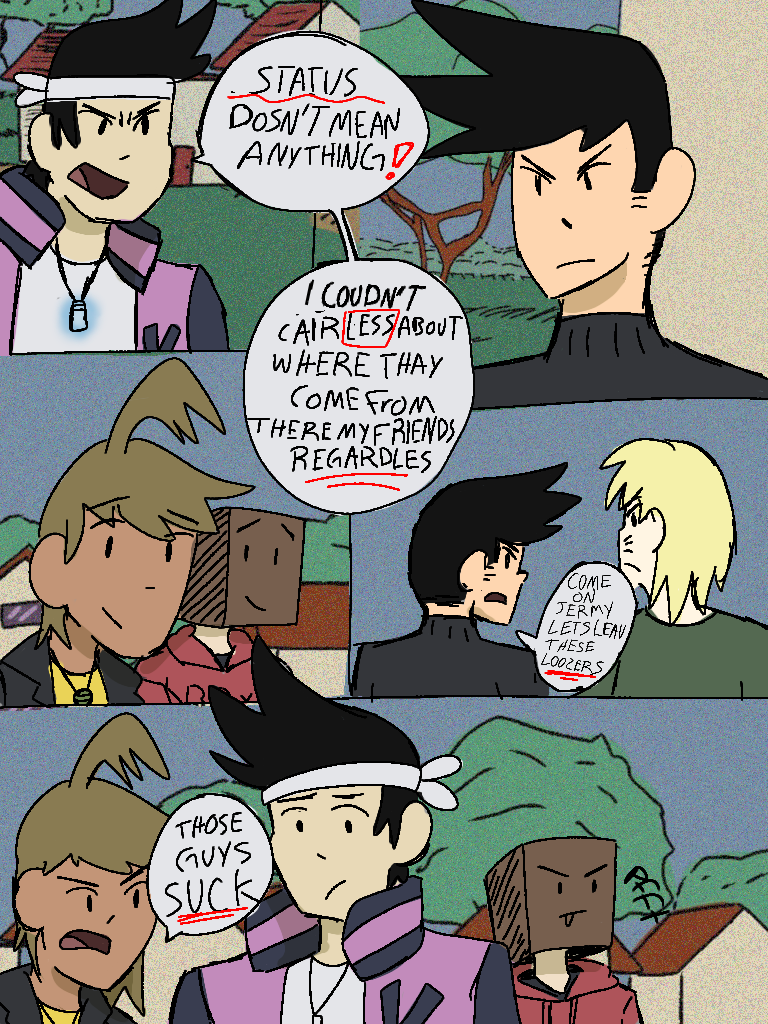 STATUS
DOSN'T MEAN
ANYTHING!
I COUDN'T
CAIR LESS ABOUT
WHERE THAY
COME FROM
THERE MY FRIENDS
REGARDLES
COME
ON
JERMY
LETS LEAV
THESE
LOOZERS
THOSE
GUYS
SUCK